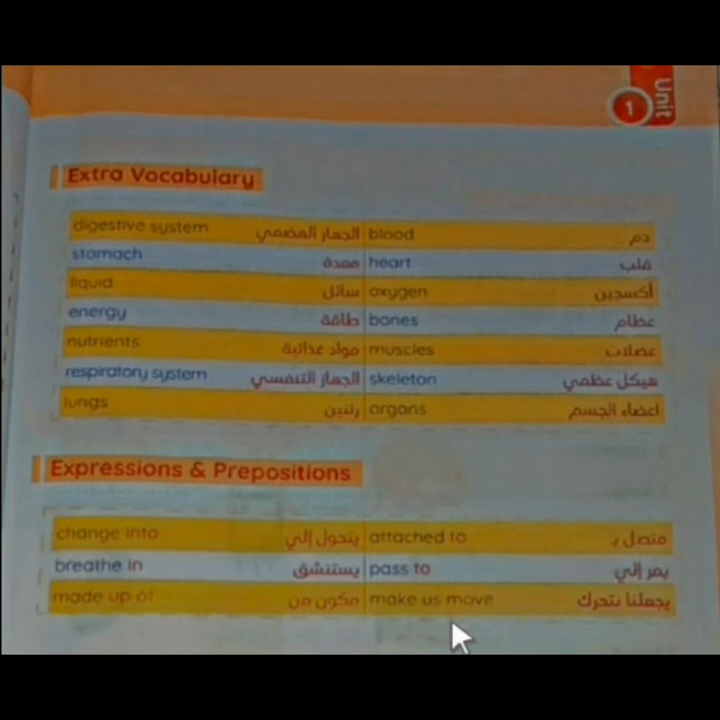 Unit
1
Extra Vocabulary
digestive system الجهاز الهضمي blood دم
stomach معدة heart قلب
liquid سائل oxygen أكسجين
energy طاقة bones عظام
nutrients مواد غذائية muscles عضلات
respiratory system الجهاز التنفسي skeleton هيكل عظمي
lungs رئتين organs اعضاء الجسم
Expressions & Prepositions
change into يتحول إلي attached to متصل بـ
breathe in يستنشق pass to يمر إلي
made up of مكون من make us move يجعلنا نتحرك